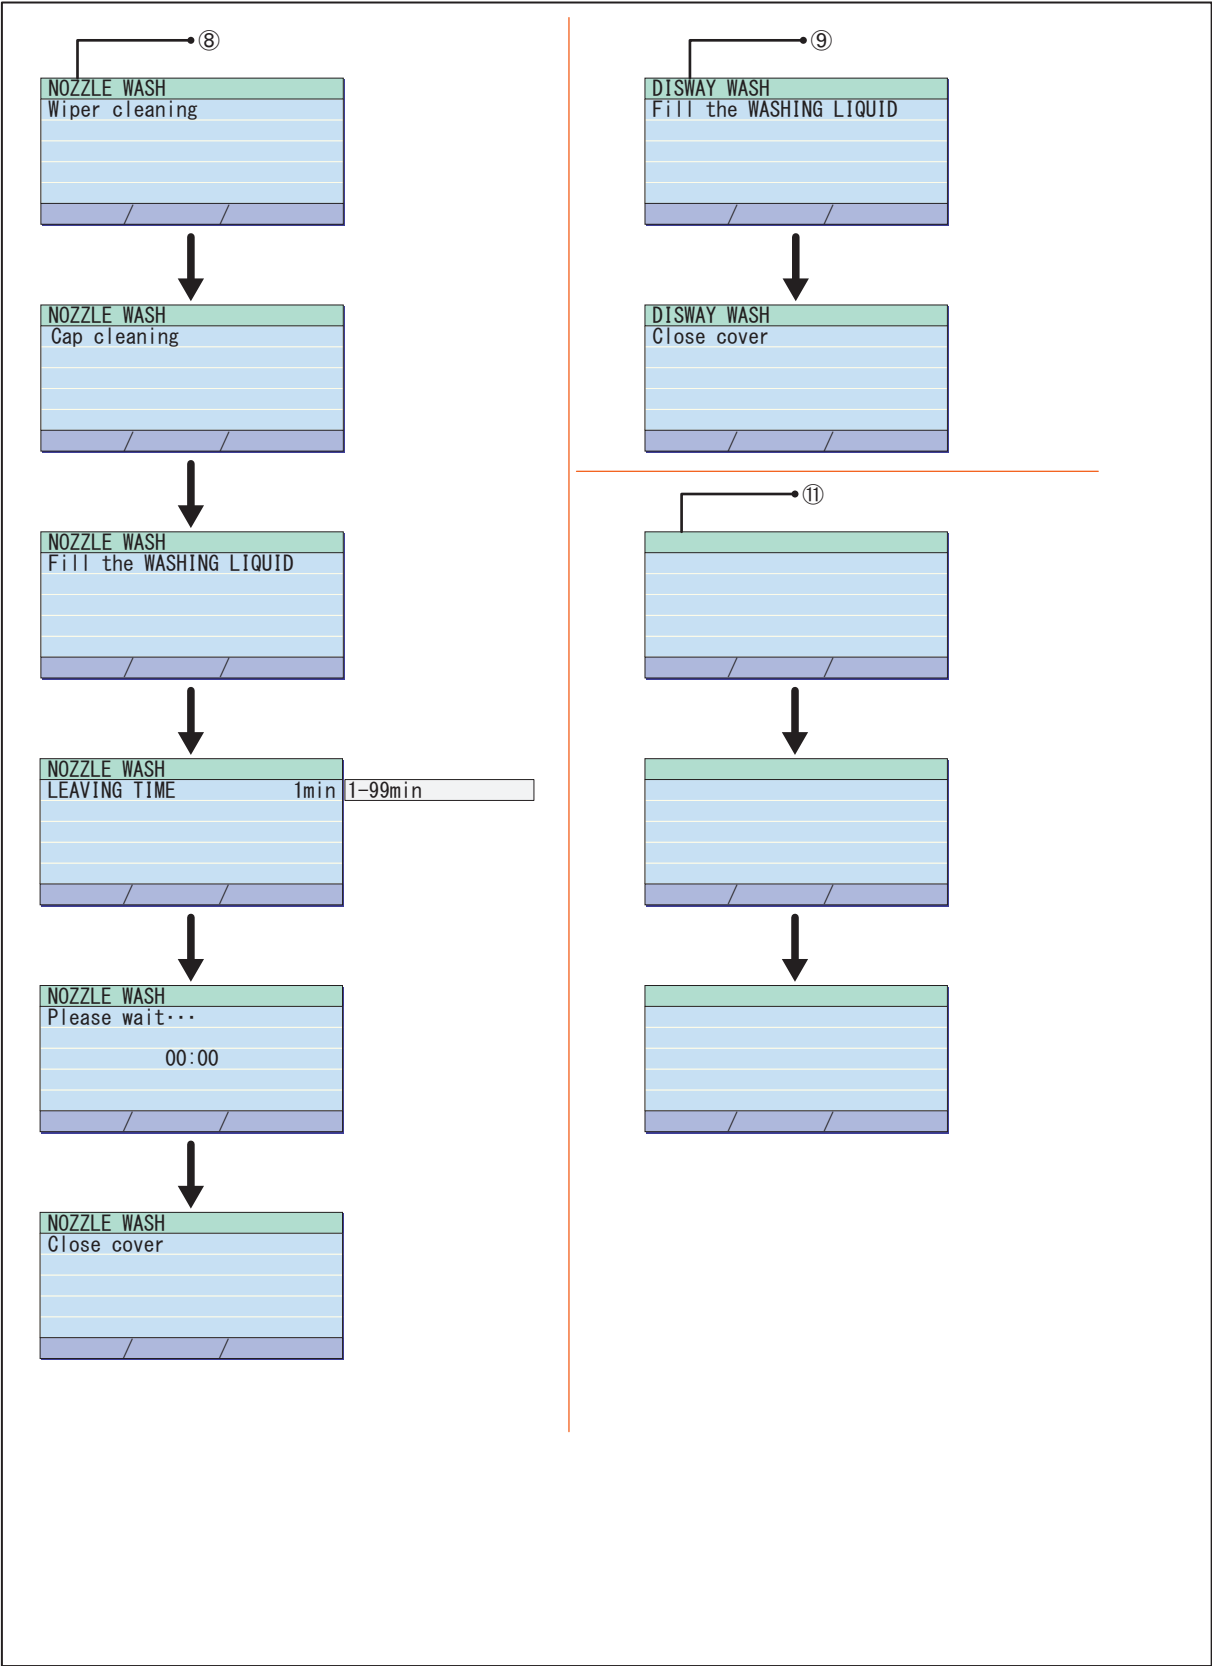 ⑧
NOZZLE WASH
Wiper cleaning
NOZZLE WASH
Cap cleaning
NOZZLE WASH
Fill the WASHING LIQUID
NOZZLE WASH
LEAVING TIME 1min 1-99min
NOZZLE WASH
Please wait···
00:00
NOZZLE WASH
Close cover
⑨
DISWAY WASH
Fill the WASHING LIQUID
DISWAY WASH
Close cover
⑪